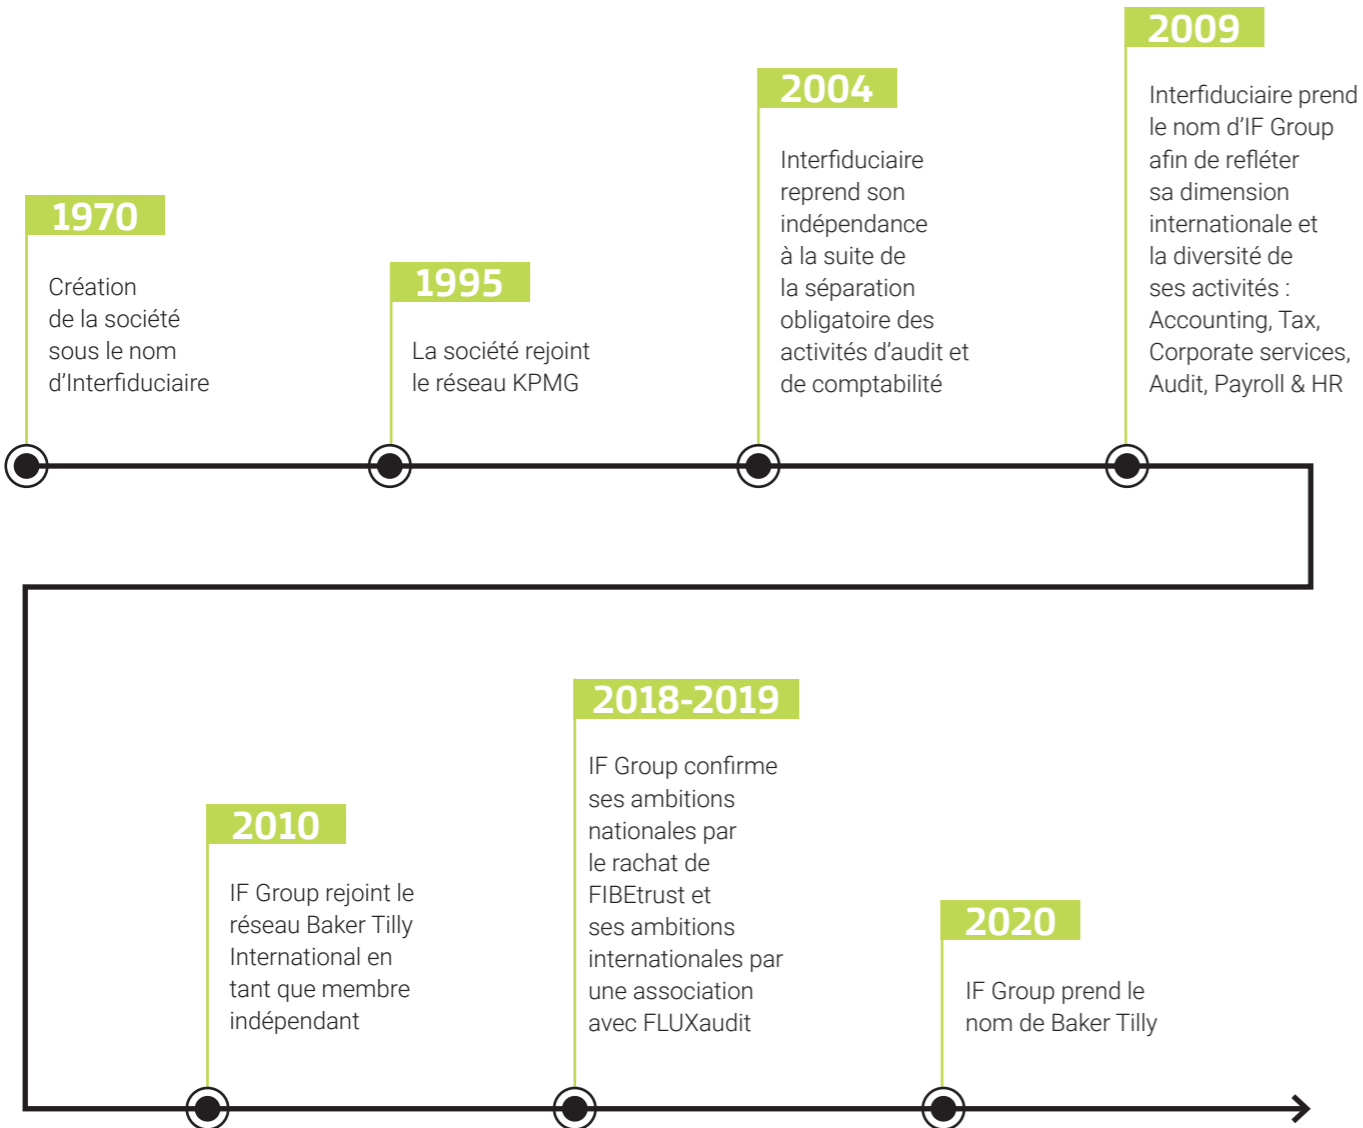 1970
Création
de la société
sous le nom
d'Interfiduciaire
1995
La société rejoint
le réseau KPMG
2004
Interfiduciaire
reprend son
indépendance
à la suite de
la séparation
obligatoire des
activités d'audit et
de comptabilité
2009
Interfiduciaire prend
le nom d'IF Group
afin de refléter
sa dimension
internationale et
la diversité de
ses activités :
Accounting, Tax,
Corporate services,
Audit, Payroll & HR
2010
IF Group rejoint le
réseau Baker Tilly
International en
tant que membre
indépendant
2018-2019
IF Group confirme
ses ambitions
nationales par
le rachat de
FIBEtrust et
ses ambitions
internationales par
une association
avec FLUXaudit
2020
IF Group prend le
nom de Baker Tilly